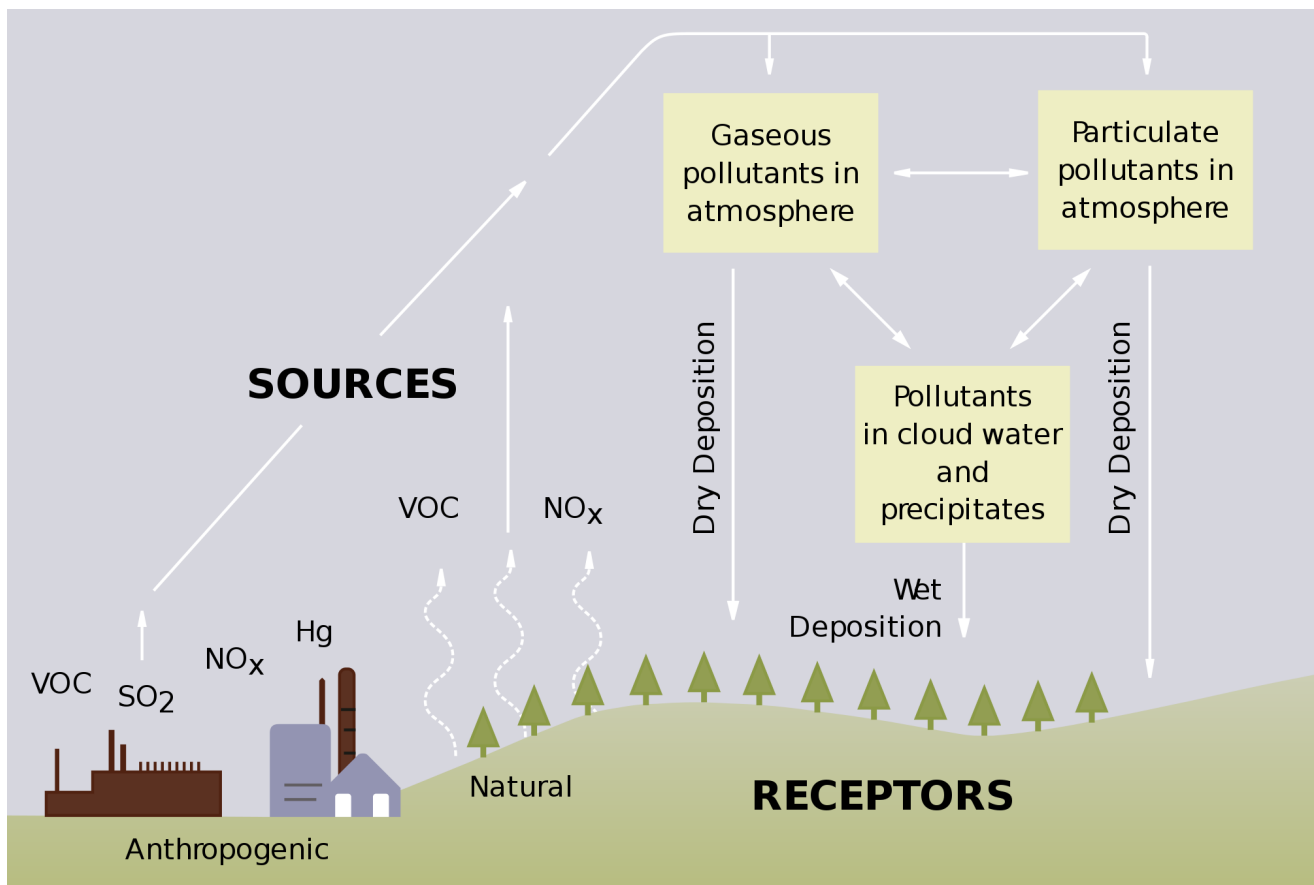 Gaseous
pollutants in
atmosphere
Particulate
pollutants in
atmosphere
SOURCES
Dry Deposition
Pollutants
in cloud water
and
precipitates
Dry Deposition
VOC
NOx
Wet
Deposition
Hg
NOx
VOC
SO2
Natural
RECEPTORS
Anthropogenic